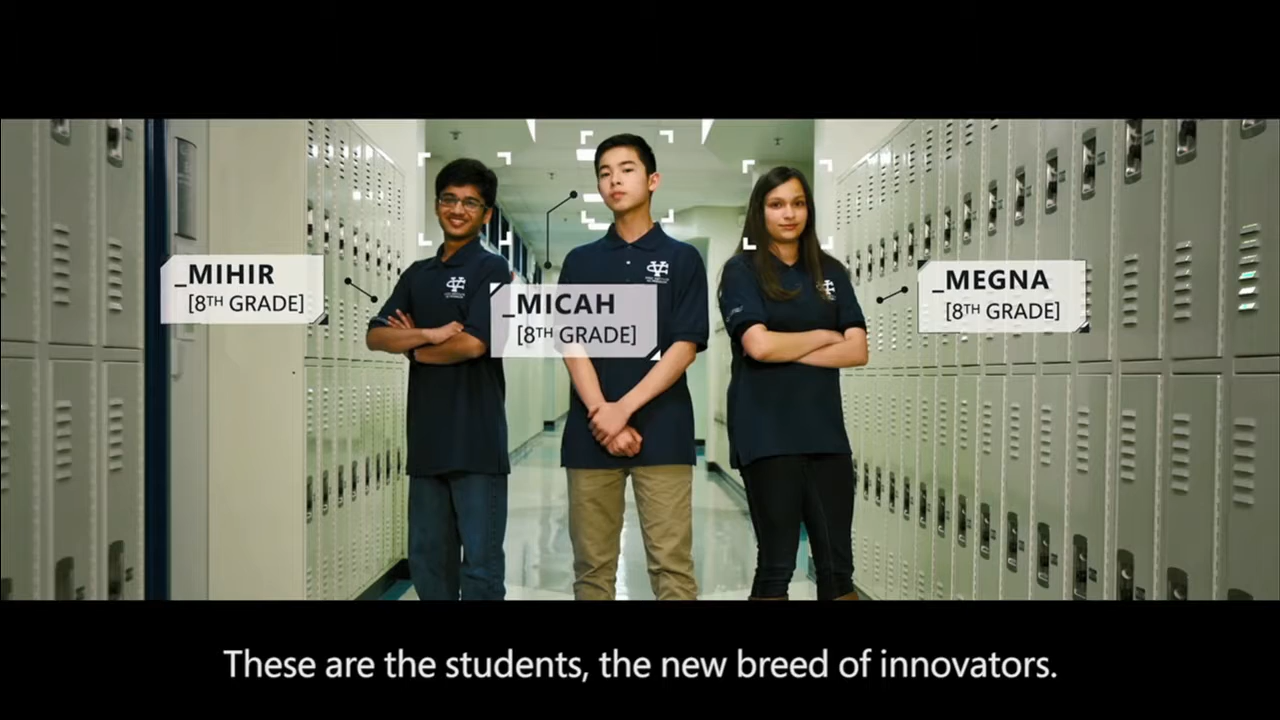 _MIHIR
[8TH GRADE]
_MICAH
[8TH GRADE]
_MEGNA
[8TH GRADE]
These are the students, the new breed of innovators.